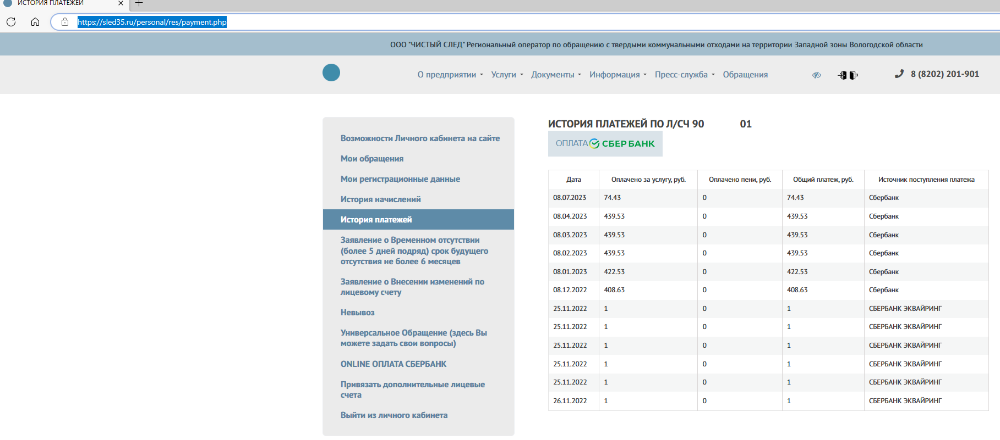 ИСТОРИЯ ПЛАТЕЖЕЙ
https://sled35.ru/personal/res/payment.php
ООО "ЧИСТЫЙ СЛЕД" Региональный оператор по обращению с твердыми коммунальными отходами на территории Западной зоны Вологодской области
О предприятии Услуги Документы Информация Пресс-служба Обращения 8 (8202) 201-901
Возможности Личного кабинета на сайте
Мои обращения
Мои регистрационные данные
История начислений
История платежей
Заявление о Временном отсутствии
(более 5 дней подряд) срок будущего
отсутствия не более 6 месяцев
Заявление о Внесении изменений по
лицевому счету
Невывоз
Универсальное Обращение (здесь Вы
можете задать свои вопросы)
ONLINE ОПЛАТА СБЕРБАНК
Привязать дополнительные лицевые
счета
Выйти из личного кабинета
ИСТОРИЯ ПЛАТЕЖЕЙ ПО Л/СЧ 90 01
ОПЛАТА СБЕР БАНК
Дата Оплачено за услугу, руб. Оплачено пени, руб. Общий платеж, руб. Источник поступления платежа
08.07.2023 74.43 0 74.43 Сбербанк
08.04.2023 439.53 0 439.53 Сбербанк
08.03.2023 439.53 0 439.53 Сбербанк
08.02.2023 439.53 0 439.53 Сбербанк
08.01.2023 422.53 0 422.53 Сбербанк
08.12.2022 408.63 0 408.63 Сбербанк
25.11.2022 1 0 1 СБЕРБАНК ЭКВАЙРИНГ
25.11.2022 1 0 1 СБЕРБАНК ЭКВАЙРИНГ
25.11.2022 1 0 1 СБЕРБАНК ЭКВАЙРИНГ
25.11.2022 1 0 1 СБЕРБАНК ЭКВАЙРИНГ
25.11.2022 1 0 1 СБЕРБАНК ЭКВАЙРИНГ
26.11.2022 1 0 1 СБЕРБАНК ЭКВАЙРИНГ